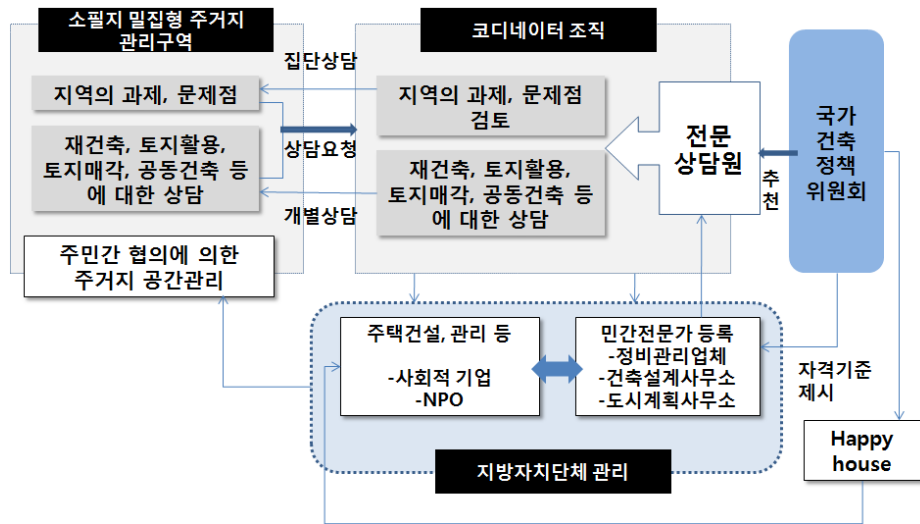 소필지 밀집형 주거지
관리구역
지역의 과제, 문제점
재건축, 토지활용,
토지매각, 공동건축 등
에 대한 상담
주민간 협의에 의한
주거지 공간관리
집단상담
상담요청
개별상담
코디네이터 조직
지역의 과제, 문제점
검토
재건축, 토지활용,
토지매각, 공동건축 등
에 대한 상담
전문
상담원
추천
국가
건축
정책
위원회
주택건설, 관리 등
-사회적 기업
-NPO
민간전문가 등록
-정비관리업체
-건축설계사무소
-도시계획사무소
자격기준
제시
Happy
house
지방자치단체 관리